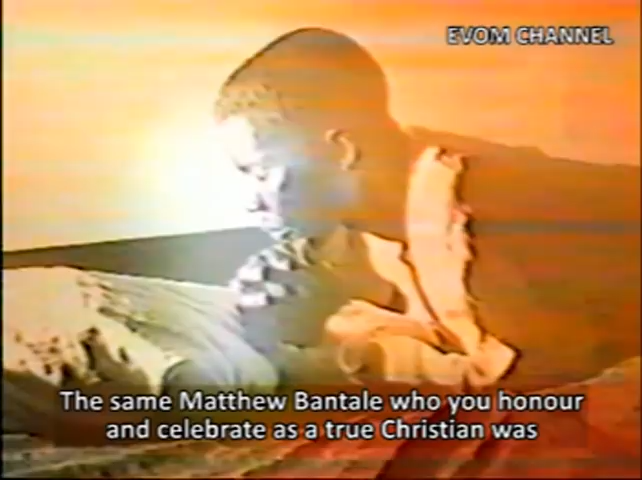 EVOM CHANNEL
The same Matthew Bantale who you honour
and celebrate as a true Christian was